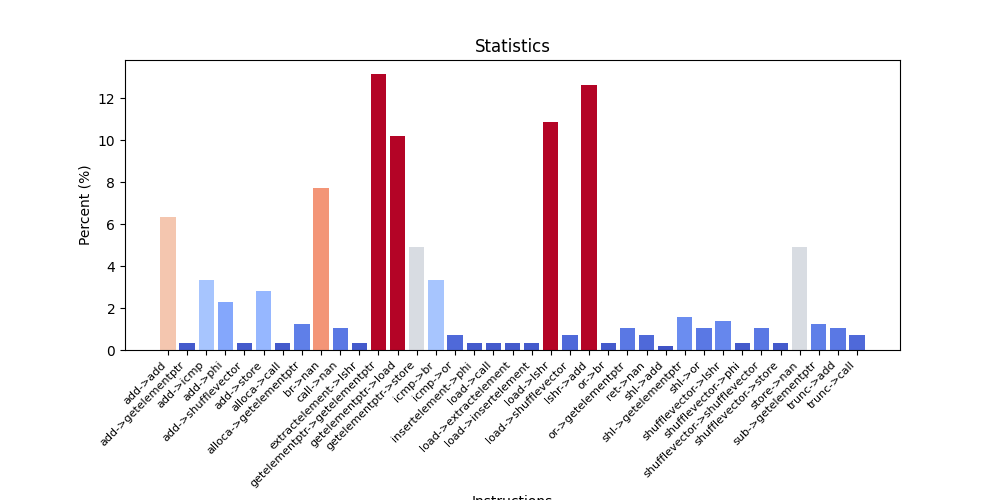 Statistics
Percent (%)
12
10
8
6
4
2
0
add->add
add->getelementptr
add->icmp
add->phi
add->shufflevector
add->store
alloca->call
alloca->getelementptr
br->nan
call->nan
extractelement->lshr
getelementptr->getelementptr
getelementptr->load
getelementptr->store
icmp->br
icmp->or
insertelement->phi
load->call
load->extractelement
load->insertelement
load->lshr
load->shufflevector
lshr->add
or->br
or->getelementptr
ret->nan
shl->add
shl->getelementptr
shl->or
shufflevector->lshr
shufflevector->phi
shufflevector->shufflevector
shufflevector->store
store->nan
sub->getelementptr
trunc->add
trunc->call
Instructions